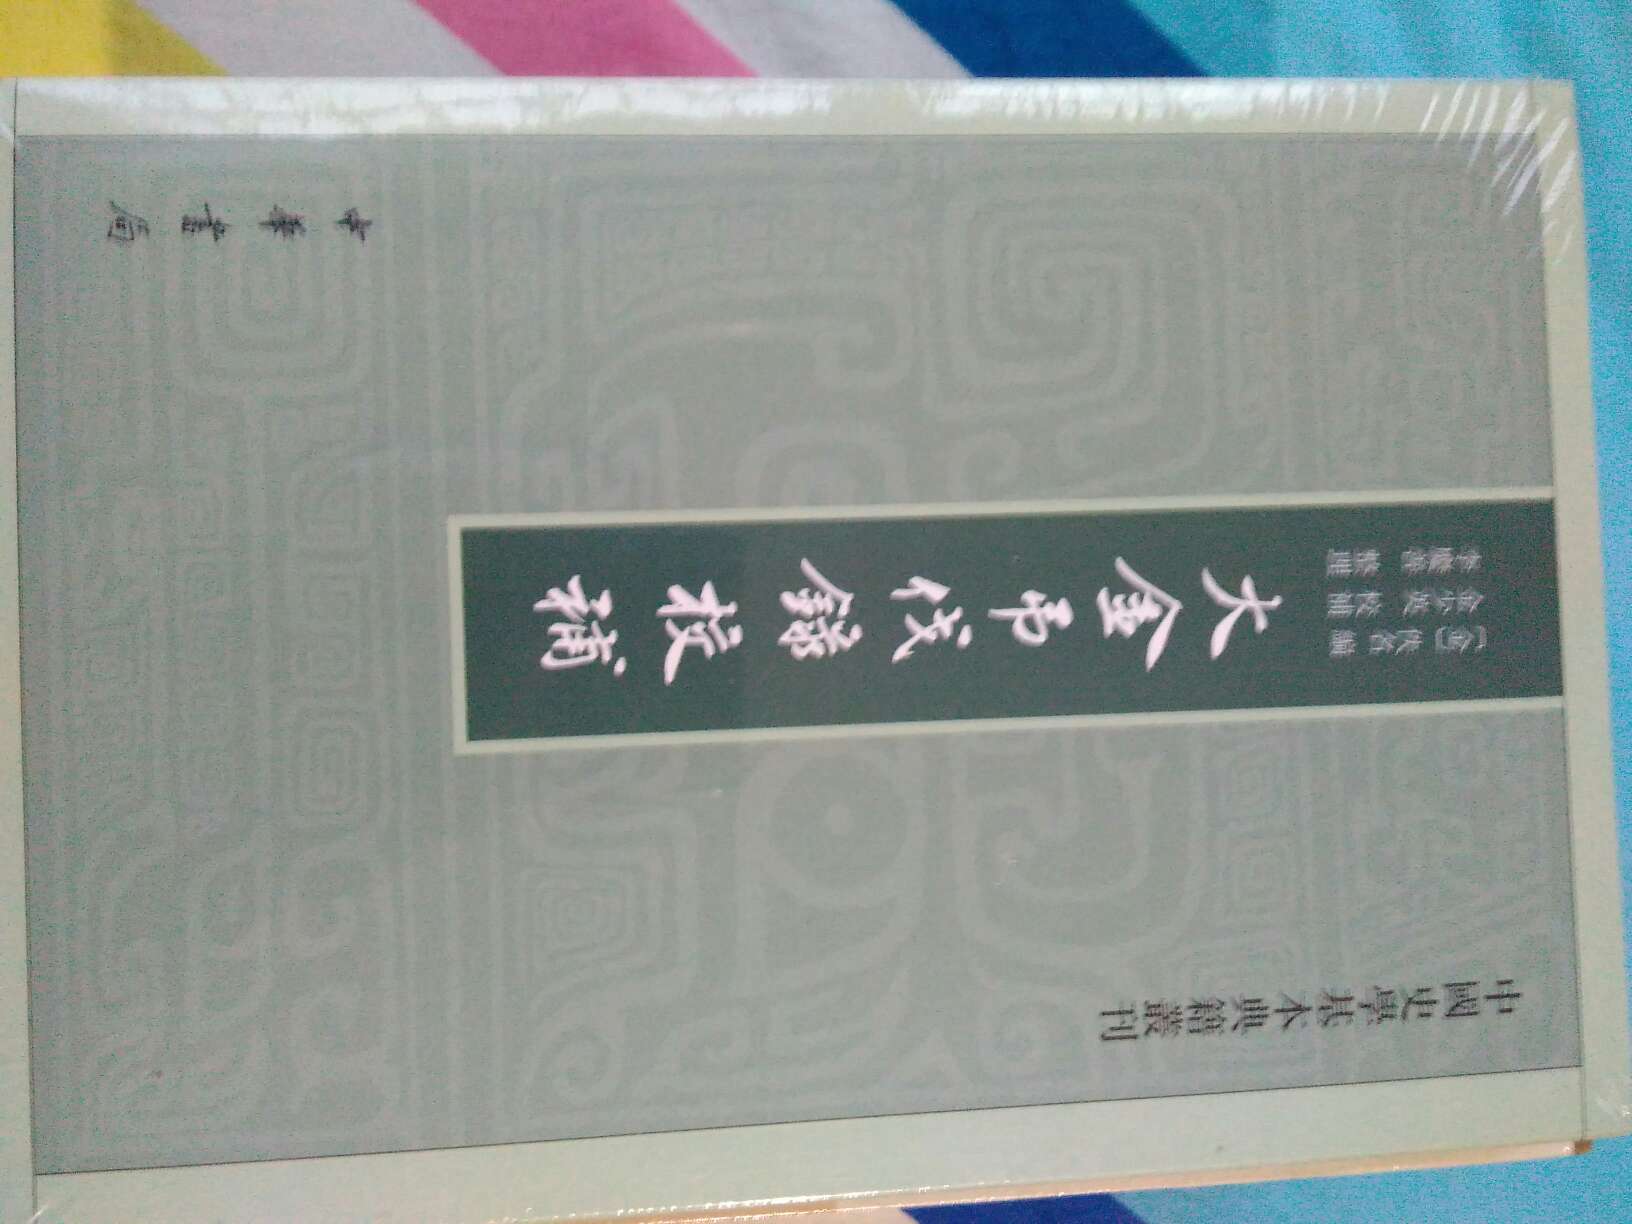 中國史學基本典籍叢刊
大金弔伐錄校補
〔金〕佚名 編
金少英 校補
李慶善 整理
中華書局